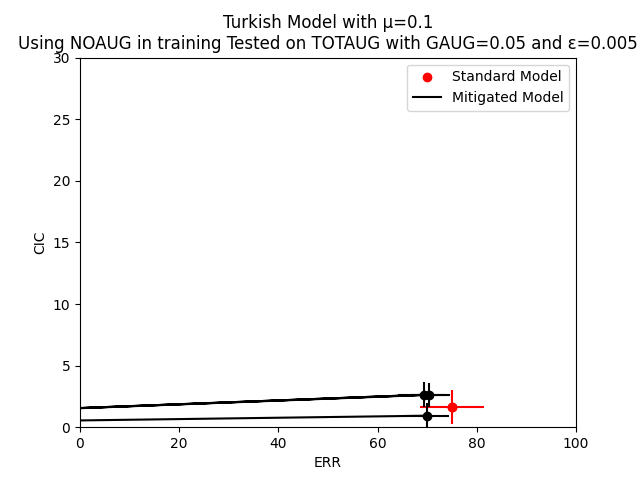 Turkish Model with μ=0.1
Using NOAUG in training Tested on TOTAUG with GAUG=0.05 and ε=0.005
30
25
20
15
10
5
0
CIC
Standard Model
Mitigated Model
0 20 40 60 80 100
ERR